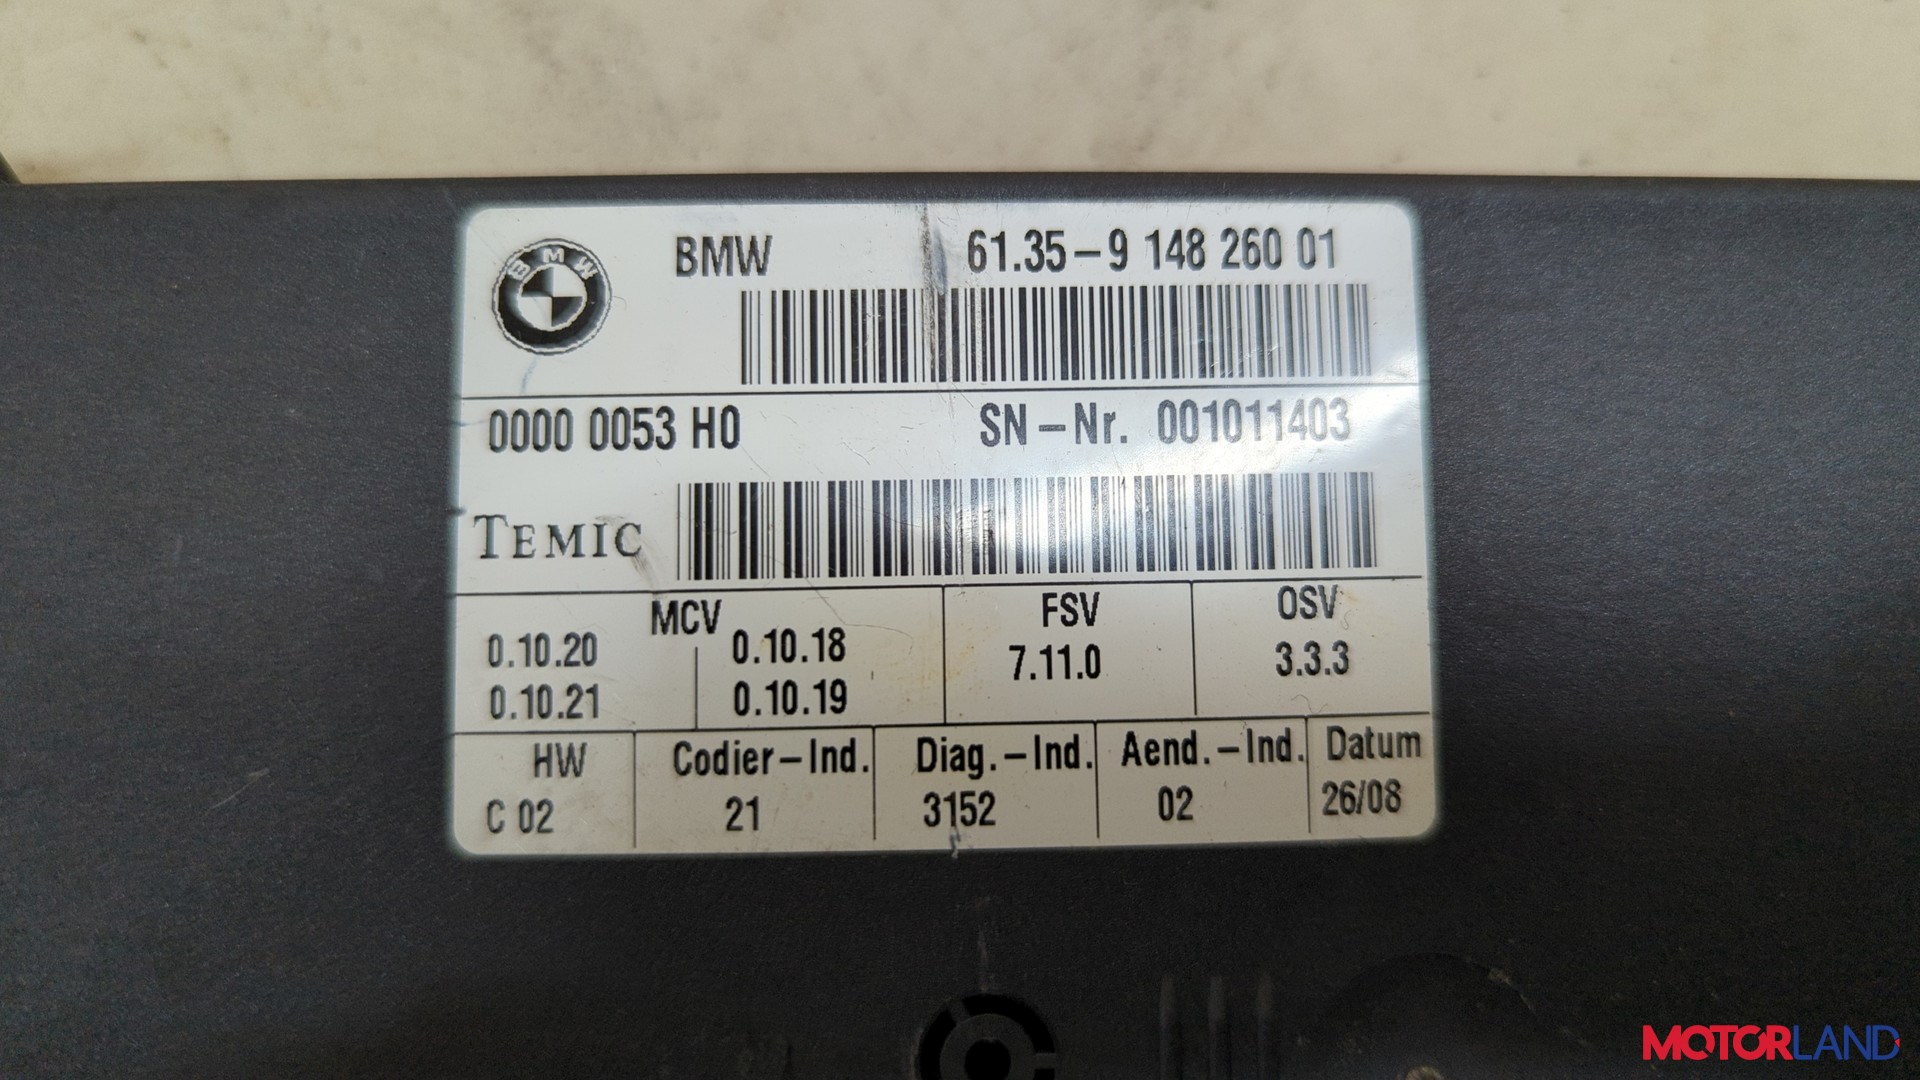 BMW
BMW 61.35-9 148 260 01
0000 0053 H0 SN-Nr. 001011403
TEMIC
MCV FSV OSV
0.10.20 0.10.18 7.11.0 3.3.3
0.10.21 0.10.19
HW Codier-Ind. Diag.-Ind. Aend.-Ind. Datum
C 02 21 3152 02 26/08
MOTORLAND